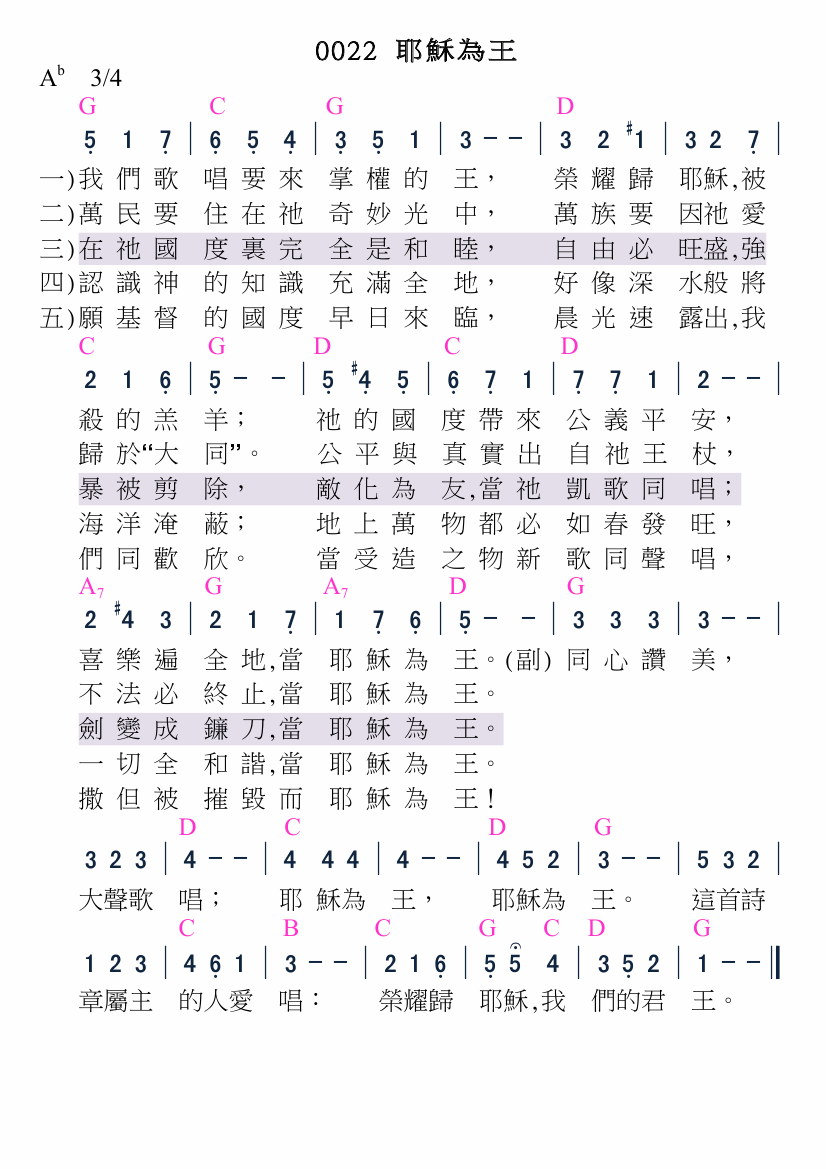 0022 耶穌為王
A♭ 3/4
G C G D
5̣ 1 7̣ | 6̣ 5̣ 4̣ | 3̣ 5̣ 1 | 3 - - | 3 2 #1 | 3 2 7̣ |
一)我們歌 唱要來 掌權的 王, 榮耀歸 耶穌,被
二)萬民要 住在祂 奇妙光 中, 萬族要 因祂愛
三)在祂國 度裏完 全是和 睦, 自由必 旺盛,強
四)認識神 的知識 充滿全 地, 好像深 水般將
五)願基督 的國度 早日來 臨, 晨光速 露出,我
C G D C D
2 1 6̣ | 5̣ - - | 5̣ #4̣ 5̣ | 6̣ 7̣ 1 | 7̣ 7̣ 1 | 2 - - |
殺的羔 羊; 祂的國 度帶來 公義平 安,
歸於“大 同”。 公平與 真實出 自祂王 杖,
暴被剪 除, 敵化為 友,當祂 凱歌同 唱;
海洋淹 蔽; 地上萬 物都必 如春發 旺,
們同歡 欣。 當受造 之物新 歌同聲 唱,
A7 G A7 D G
2 #4 3 | 2 1 7̣ | 1 7̣ 6̣ | 5̣ - - | 3 3 3 | 3 - - |
喜樂遍 全地,當 耶穌為 王。(副) 同心讚 美,
不法必 終止,當 耶穌為 王。
劍變成 鐮刀,當 耶穌為 王。
一切全 和諧,當 耶穌為 王。
撒但被 摧毀而 耶穌為 王!
D C D G
3 2 3 | 4 - - | 4 4 4 | 4 - - | 4 5 2 | 3 - - | 5 3 2 |
大聲歌 唱; 耶穌為 王, 耶穌為 王。 這首詩
C B C G C D G
1 2 3 | 4 6̣ 1 | 3 - - | 2 1 6̣ | 5̣ 5̣ 4 | 3 5̣ 2 | 1 - - ‖
章屬主 的人愛 唱: 榮耀歸 耶穌,我 們的君 王。